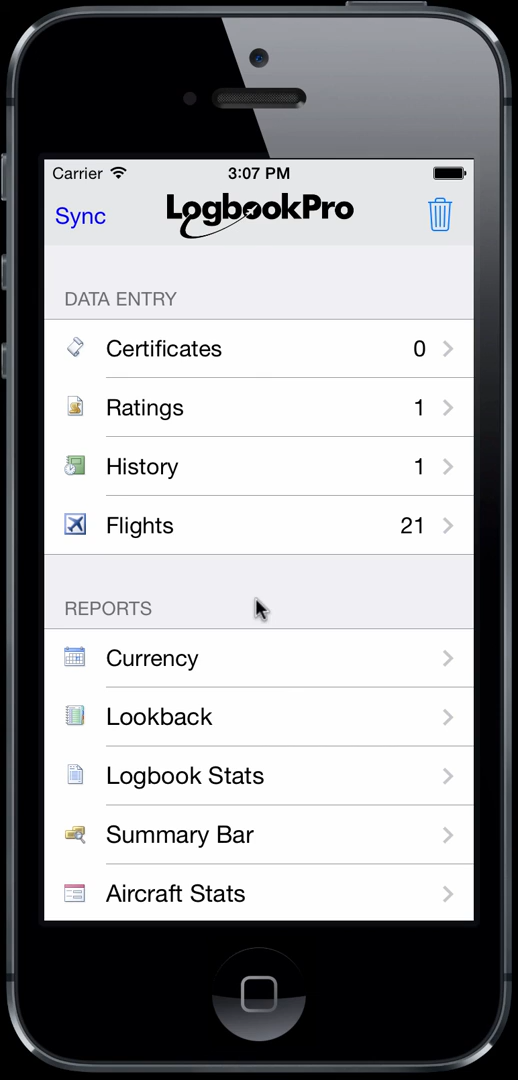 Carrier 3:07 PM
Sync LogbookPro
DATA ENTRY
Certificates 0
Ratings 1
History 1
Flights 21
REPORTS
Currency
Lookback
Logbook Stats
Summary Bar
Aircraft Stats